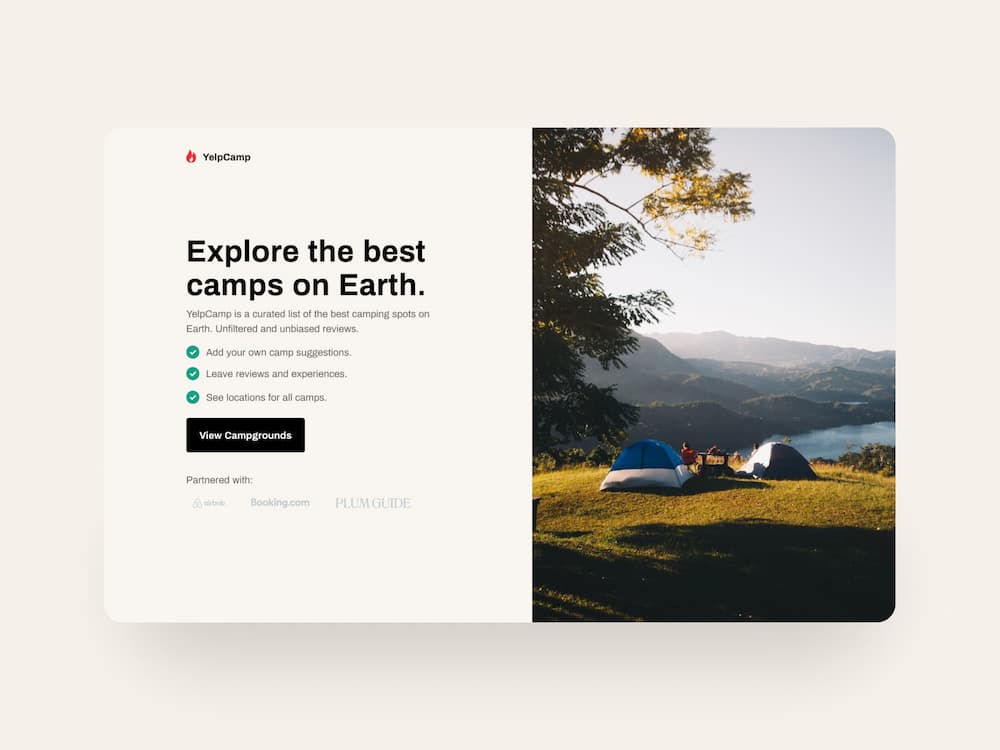 YelpCamp
Explore the best
camps on Earth.
YelpCamp is a curated list of the best camping spots on
Earth. Unfiltered and unbiased reviews.
Add your own camp suggestions.
Leave reviews and experiences.
See locations for all camps.
View Campgrounds
Partnered with:
airbnb Booking.com PLUM GUIDE